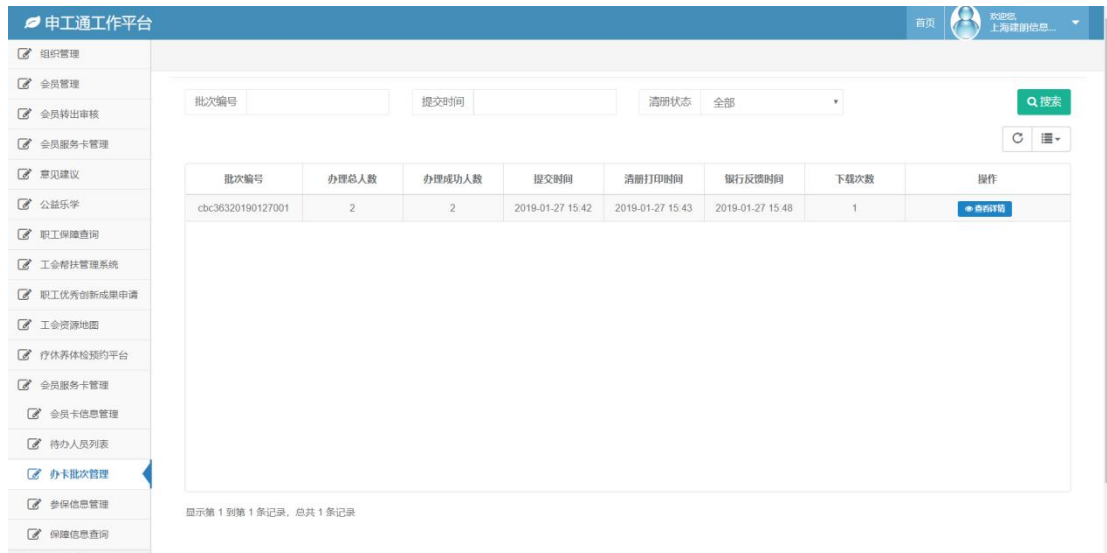 申工通工作平台
首页
欢迎您,
上海建朗信息...
组织管理
会员管理
会员转出审核
会员服务卡管理
意见建议
公益乐学
职工保障查询
工会帮扶管理系统
职工优秀创新成果申请
工会资源地图
疗休养体检预约平台
会员服务卡管理
会员卡信息管理
待办人员列表
办卡批次管理
参保信息管理
保障信息查询
批次编号 提交时间 清册状态 全部 搜索
批次编号 办理总人数 办理成功人数 提交时间 清册打印时间 银行反馈时间 下载次数 操作
cbc36320190127001 2 2 2019-01-27 15:42 2019-01-27 15:43 2019-01-27 15:48 1 查看详情
显示第 1 到第 1 条记录，总共 1 条记录